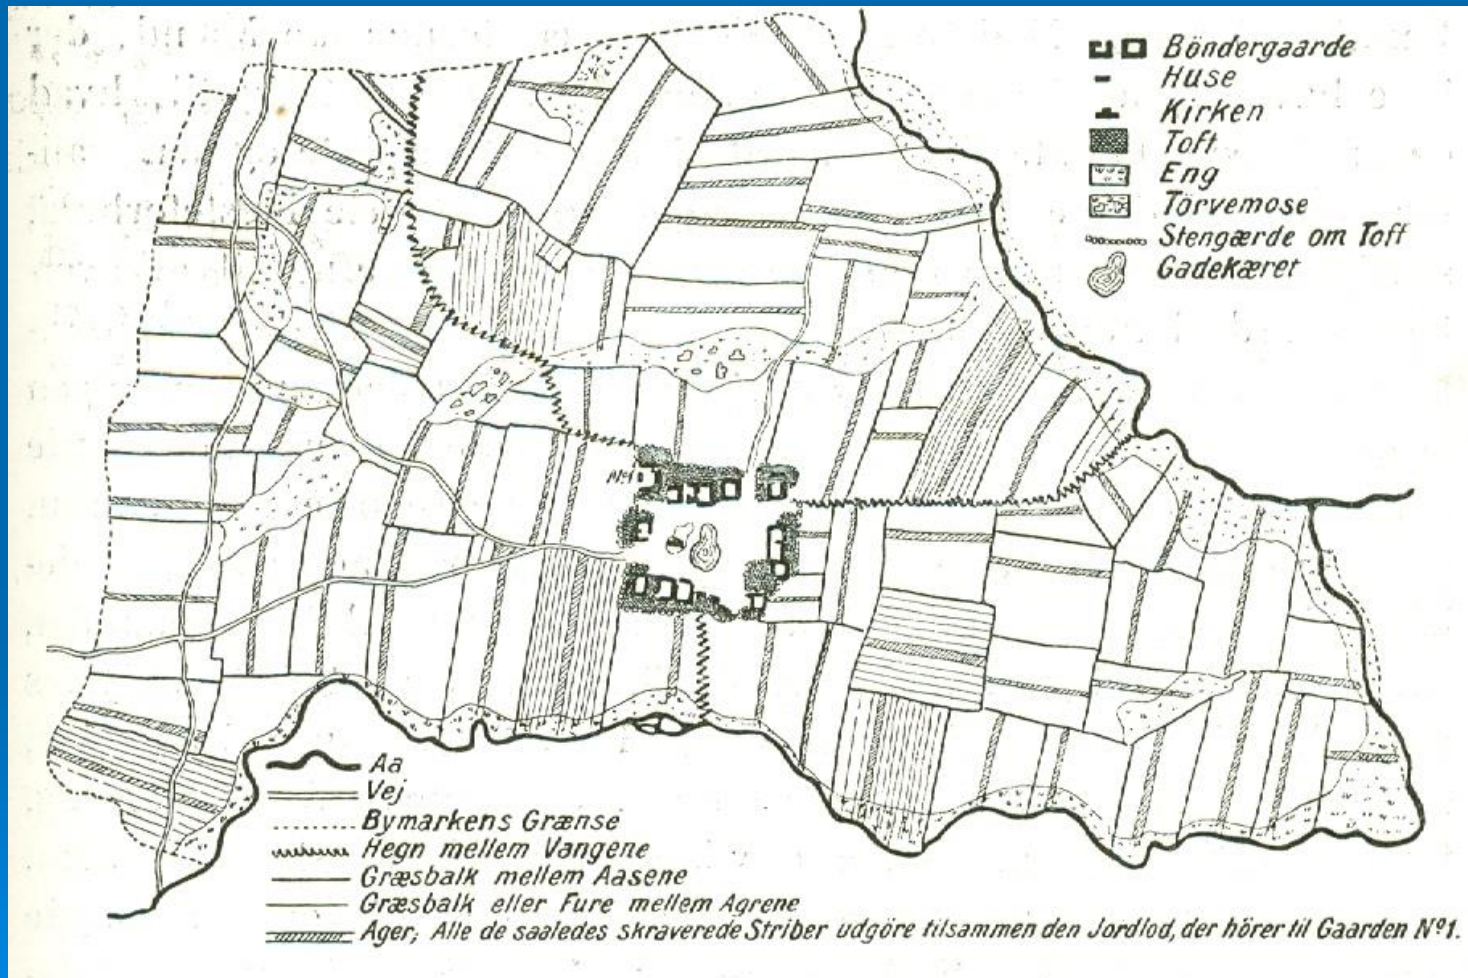 Böndergaarde
Huse
Kirken
Toft
Eng
Törvemose
Stengærde om Toft
Gadekæret
Nº1
Aa
Vej
Bymarkens Grænse
Hegn mellem Vangene
Græsbalk mellem Aasene
Græsbalk eller Fure mellem Agrene
Ager; Alle de saaledes skraverede Striber udgöre tilsammen den Jordlod, der hörer til Gaarden Nº1.